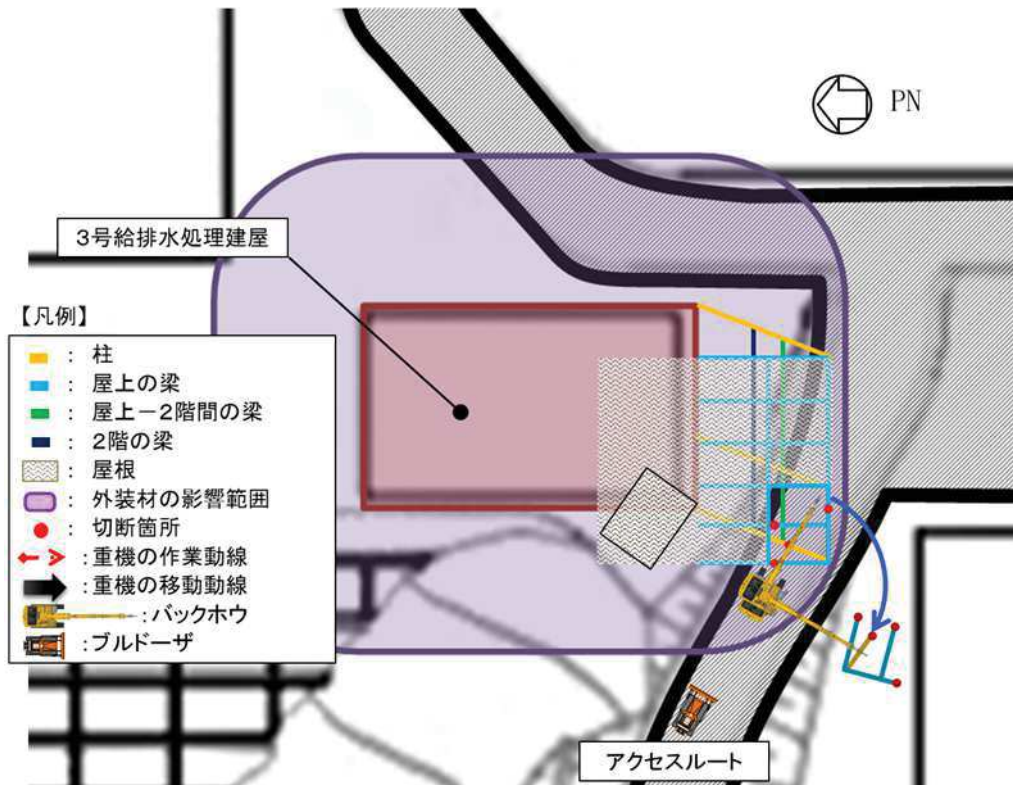 PN
3号給排水処理建屋
【凡例】
： 柱
： 屋上の梁
： 屋上－2階間の梁
： 2階の梁
： 屋根
： 外装材の影響範囲
： 切断箇所
： 重機の作業動線
： 重機の移動動線
：バックホウ
：ブルドーザ
アクセスルート